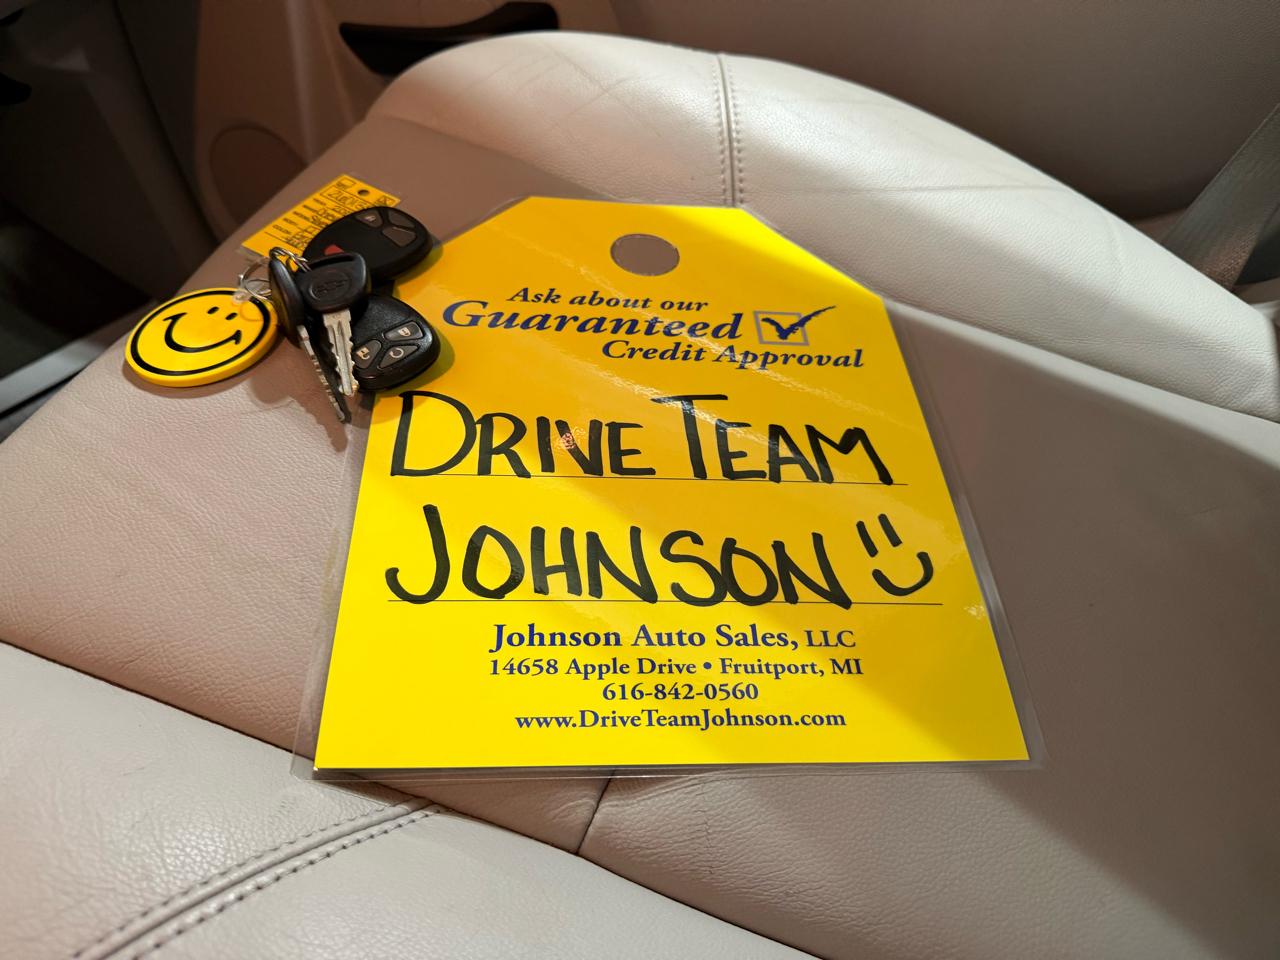 Ask about our
Guaranteed
Credit Approval
DRIVE TEAM
JOHNSON
Johnson Auto Sales, LLC
14658 Apple Drive • Fruitport, MI
616-842-0560
www.DriveTeamJohnson.com